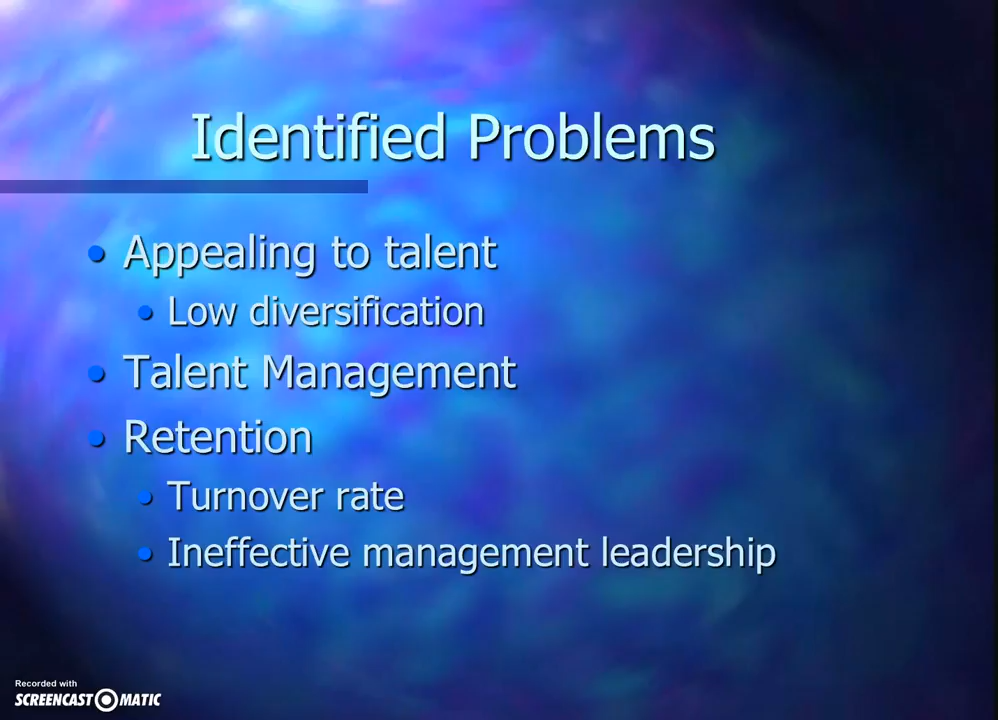 Identified Problems
Appealing to talent
Low diversification
Talent Management
Retention
Turnover rate
Ineffective management leadership
Recorded with
SCREENCAST MATIC